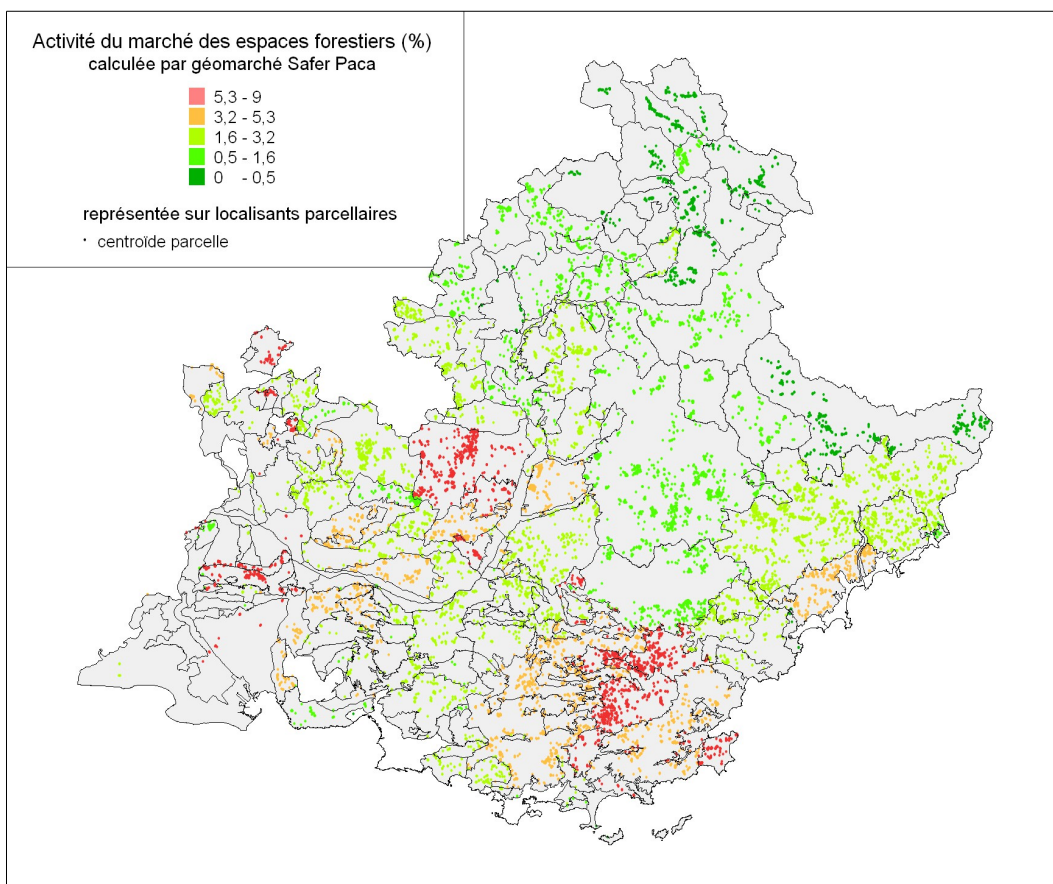 Activité du marché des espaces forestiers (%)
calculée par géomarché Safer Paca
5,3 - 9
3,2 - 5,3
1,6 - 3,2
0,5 - 1,6
0 - 0,5
représentée sur localisants parcellaires
· centroïde parcelle